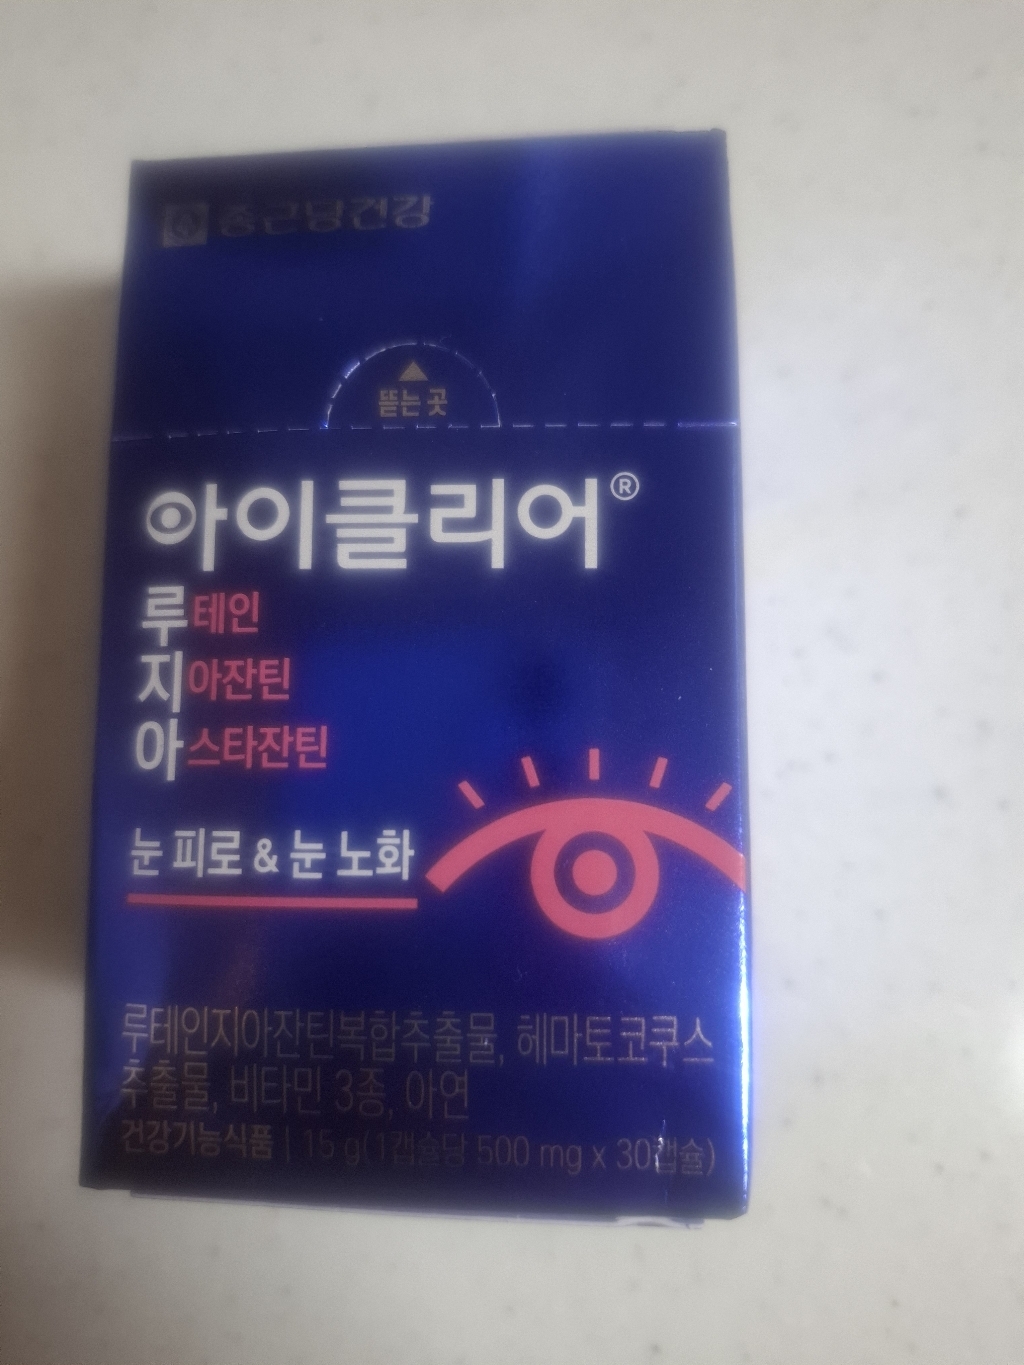 종근당건강
뜯는 곳
아이클리어®
루테인
지아잔틴
아스타잔틴
눈 피로 & 눈 노화
루테인지아잔틴복합추출물, 헤마토코쿠스
추출물, 비타민 3종, 아연
건강기능식품 | 15 g(1캡슐당 500 mg x 30캡슐)